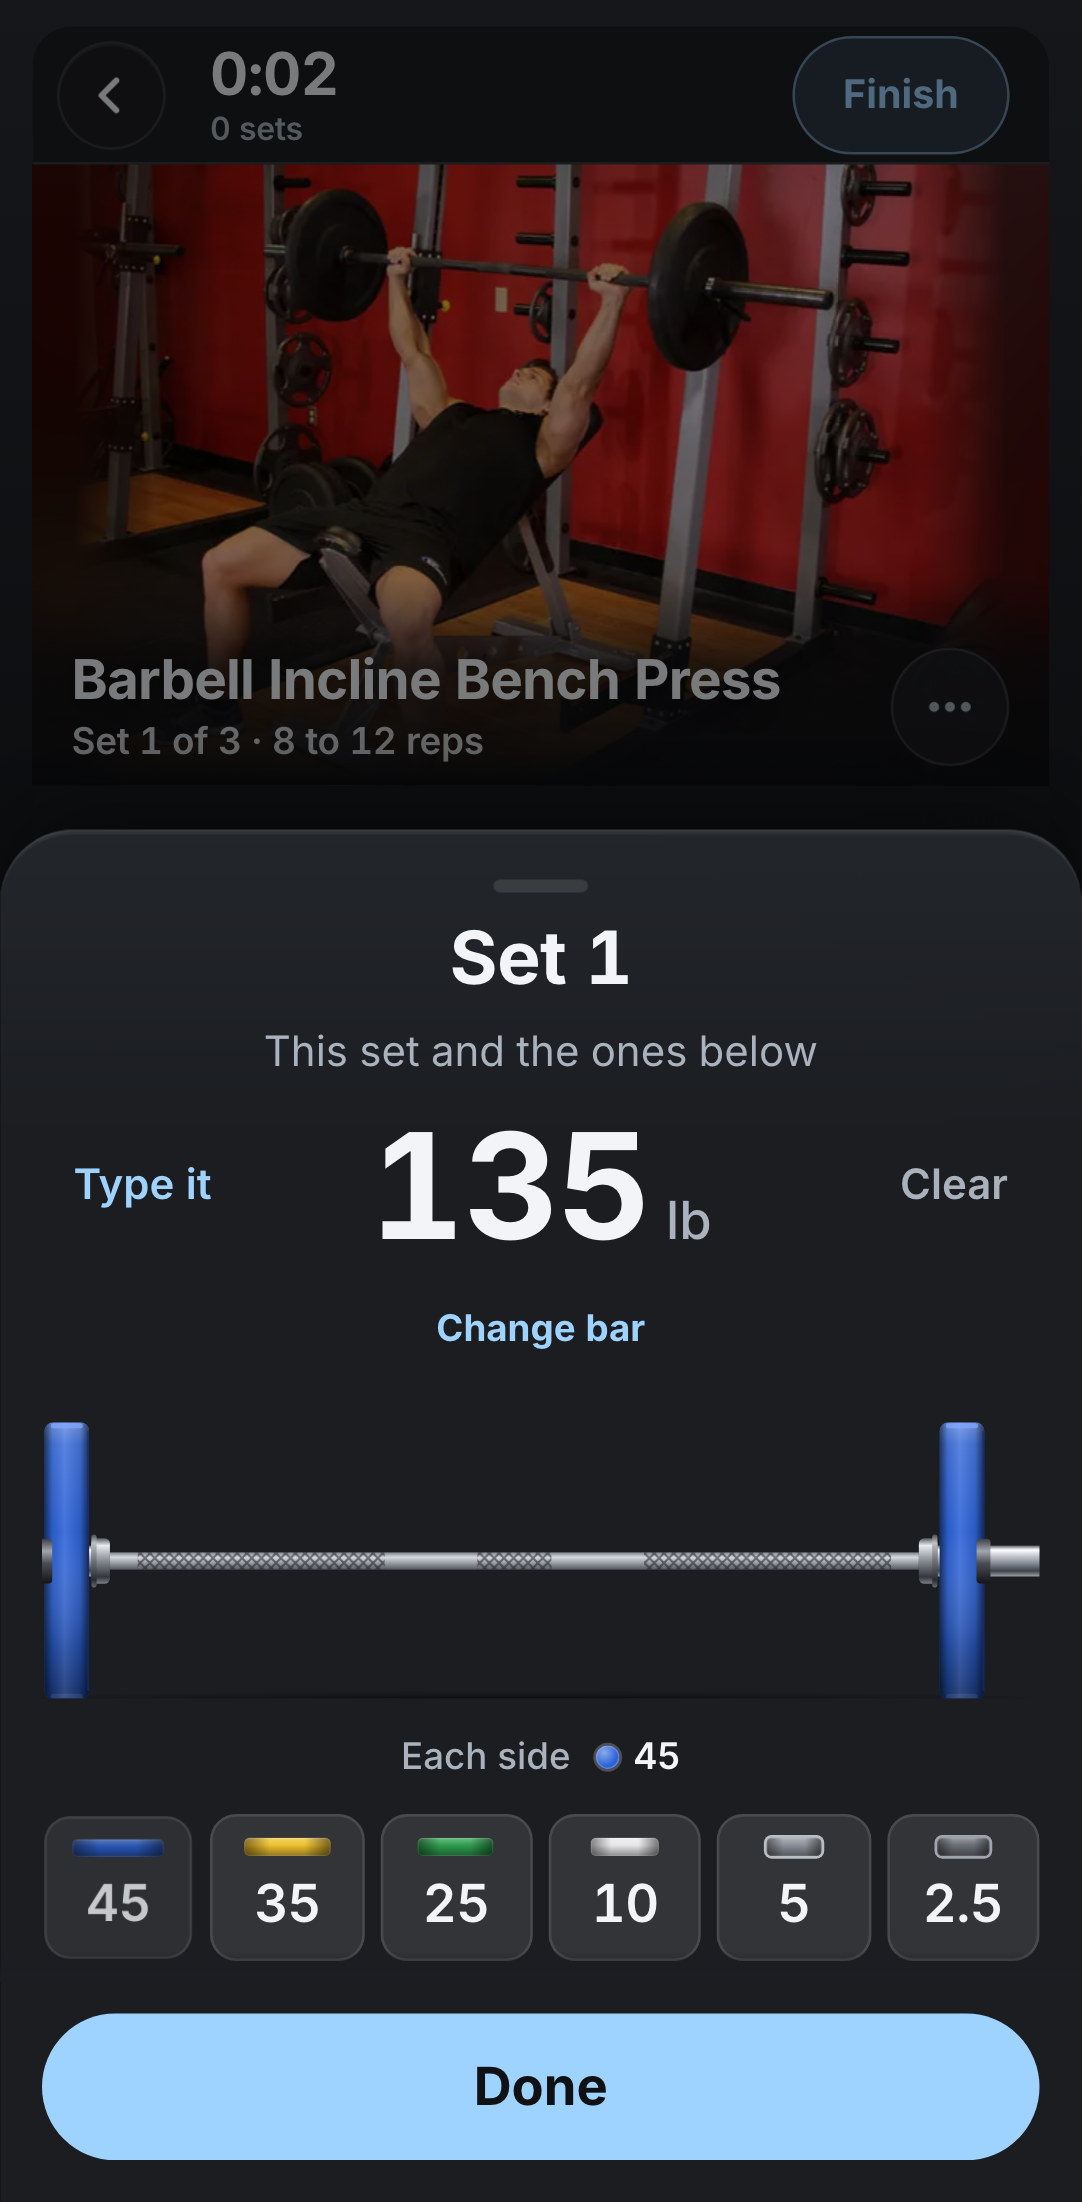 0:02
0 sets
Finish
Barbell Incline Bench Press
Set 1 of 3 · 8 to 12 reps
Set 1
This set and the ones below
Type it
135 lb
Clear
Change bar
Each side 45
45 35 25 10 5 2.5
Done